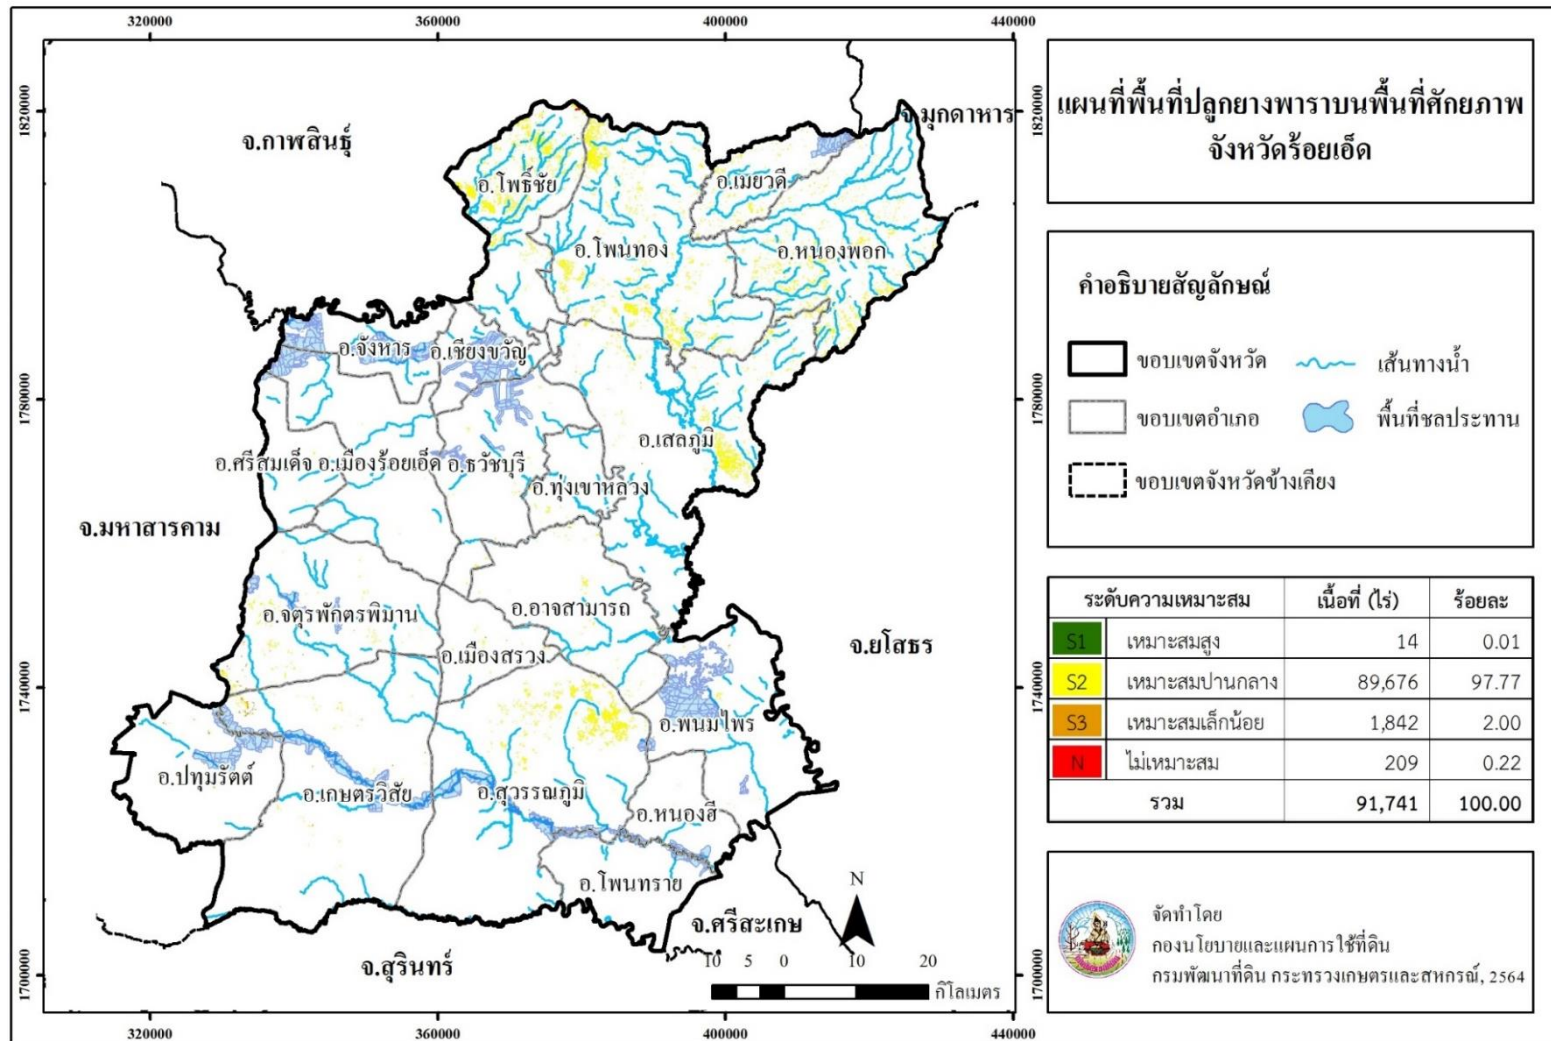 320000 360000 400000 440000
1820000
1780000
1740000
1700000
จ.กาฬสินธุ์
จ.มุกดาหาร
อ.โพธิ์ชัย
อ.เมยวดี
อ.โพนทอง
อ.หนองพอก
อ.จังหาร
อ.เชียงขวัญ
อ.เสลภูมิ
อ.ศรีสมเด็จ อ.เมืองร้อยเอ็ด อ.ธวัชบุรี
อ.ทุ่งเขาหลวง
จ.มหาสารคาม
อ.จตุรพักตรพิมาน
อ.อาจสามารถ
อ.เมืองสรวง
จ.ยโสธร
อ.พนมไพร
อ.ปทุมรัตต์
อ.เกษตรวิสัย
อ.สุวรรณภูมิ
อ.หนองฮี
อ.โพนทราย
จ.ศรีสะเกษ
จ.สุรินทร์
N
10 5 0 10 20
กิโลเมตร
1820000
1780000
1740000
1700000
320000 360000 400000 440000
แผนที่พื้นที่ปลูกยางพาราบนพื้นที่ศักยภาพ
จังหวัดร้อยเอ็ด
คำอธิบายสัญลักษณ์
ขอบเขตจังหวัด เส้นทางน้ำ
ขอบเขตอำเภอ พื้นที่ชลประทาน
ขอบเขตจังหวัดข้างเคียง
ระดับความเหมาะสม เนื้อที่ (ไร่) ร้อยละ
S1 เหมาะสมสูง 14 0.01
S2 เหมาะสมปานกลาง 89,676 97.77
S3 เหมาะสมเล็กน้อย 1,842 2.00
N ไม่เหมาะสม 209 0.22
รวม 91,741 100.00
จัดทำโดย
กองนโยบายและแผนการใช้ที่ดิน
กรมพัฒนาที่ดิน กระทรวงเกษตรและสหกรณ์, 2564